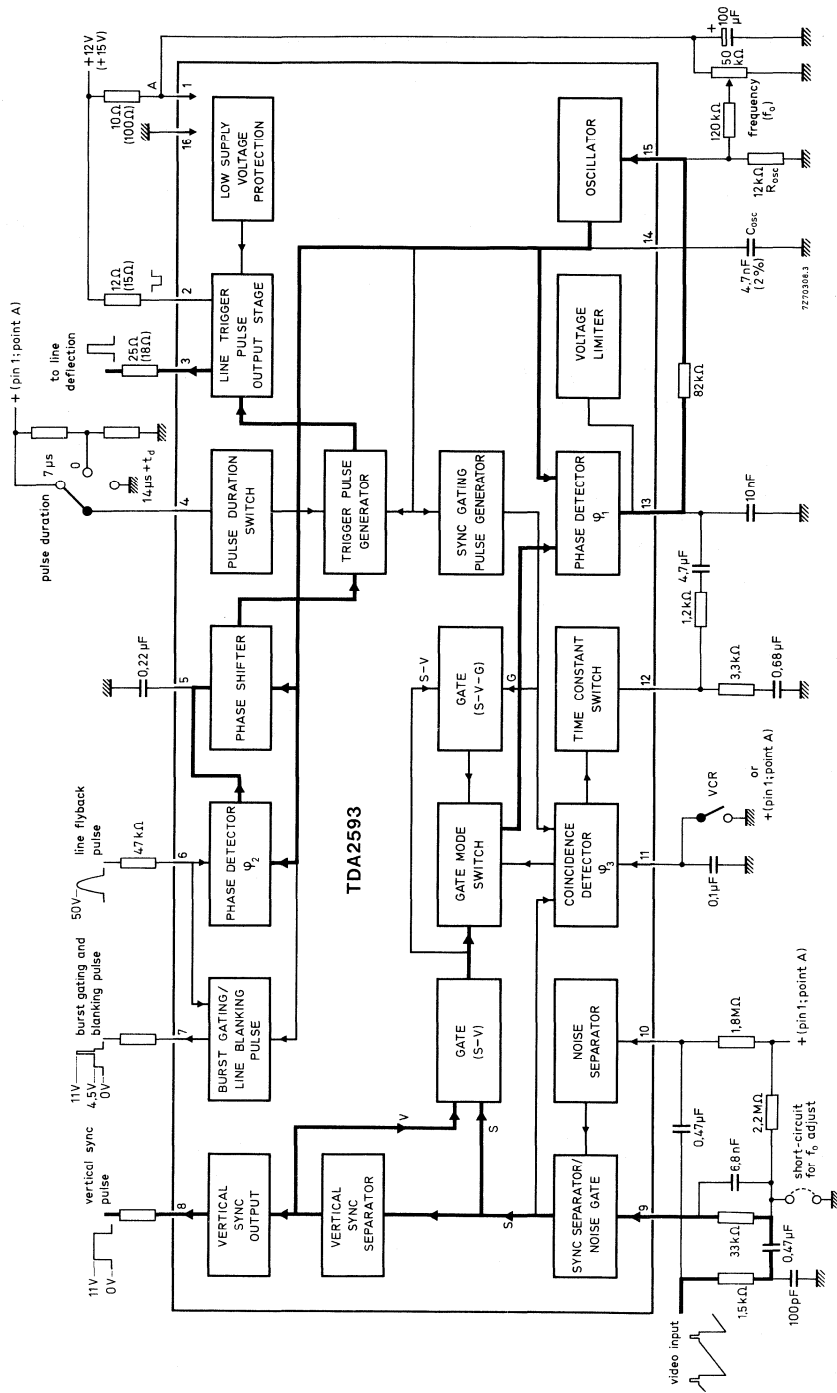 vertical sync
pulse
11V
0V
burst gating and
blanking pulse
11V
4,5V
0V
line flyback
pulse
50V
47kΩ
0,22 µF
pulse duration
7 µs
0
14µs + t_d
+ (pin 1; point A)
to line
deflection
25Ω
(18Ω)
12Ω
(15Ω)
+12V
(+15V)
10Ω
(100Ω)
A
8
7
6
5
4
3
2
16
1
VERTICAL
SYNC
OUTPUT
BURST GATING/
LINE BLANKING
PULSE
PHASE DETECTOR
φ2
PHASE SHIFTER
PULSE DURATION
SWITCH
LINE TRIGGER
PULSE
OUTPUT STAGE
LOW SUPPLY
VOLTAGE
PROTECTION
VERTICAL SYNC
SEPARATOR
V
S
TDA2593
TRIGGER PULSE
GENERATOR
GATE
(S-V)
GATE MODE
SWITCH
S-V
GATE
(S-V-G)
G
SYNC GATING
PULSE GENERATOR
S
SYNC SEPARATOR/
NOISE GATE
NOISE
SEPARATOR
COINCIDENCE
DETECTOR
φ3
TIME CONSTANT
SWITCH
PHASE DETECTOR
φ1
VOLTAGE
LIMITER
OSCILLATOR
9
10
11
12
13
14
15
video input
1,5kΩ
100pF
33kΩ
0,47µF
6,8nF
short-circuit
for f_o adjust
2,2MΩ
0,47µF
1,8MΩ
+(pin1; point A)
0,1µF
VCR
or
+(pin 1; point A)
3,3kΩ
0,68µF
1,2kΩ
4,7µF
10nF
82kΩ
4,7nF
(2%)
C_osc
12kΩ
R_osc
120kΩ
frequency
(f_o)
50
kΩ
+
100
µF
7Z70308.3